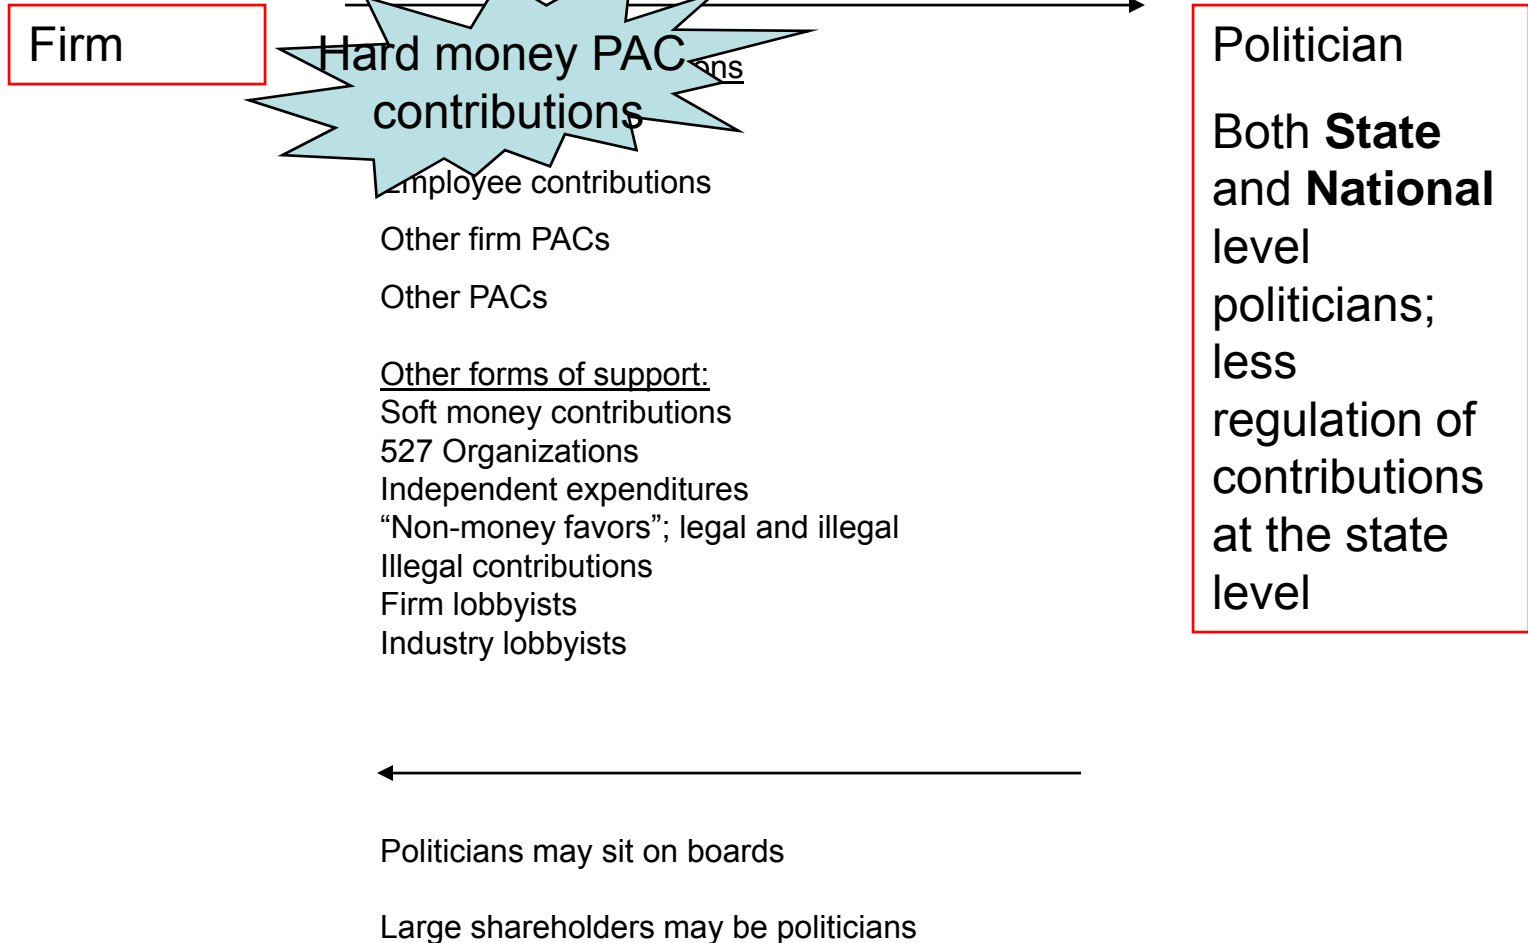 Firm
Hard money PAC
contributions
Employee contributions
Other firm PACs
Other PACs
Other forms of support:
Soft money contributions
527 Organizations
Independent expenditures
“Non-money favors”; legal and illegal
Illegal contributions
Firm lobbyists
Industry lobbyists
Politicians may sit on boards
Large shareholders may be politicians
Politician
Both State
and National
level
politicians;
less
regulation of
contributions
at the state
level